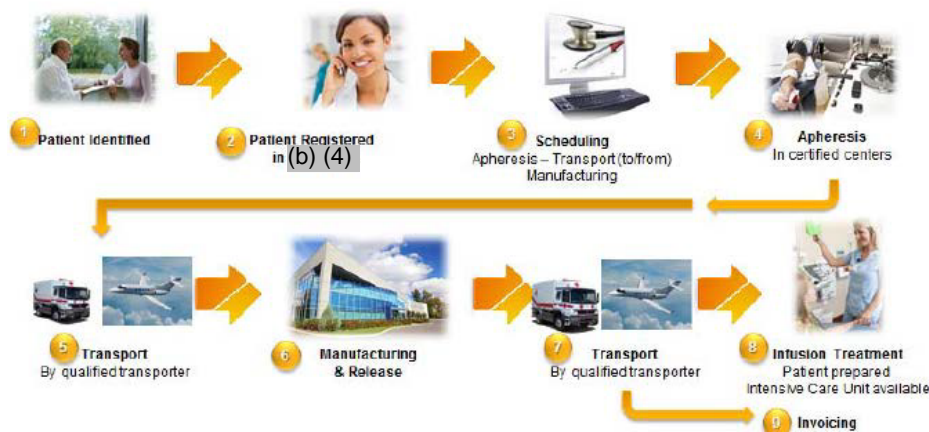 1 Patient Identified
2 Patient Registered
in (b) (4)
3 Scheduling
Apheresis – Transport (to/from)
Manufacturing
4 Apheresis
In certified centers
5 Transport
By qualified transporter
6 Manufacturing
& Release
7 Transport
By qualified transporter
8 Infusion Treatment
Patient prepared
Intensive Care Unit available
9 Invoicing